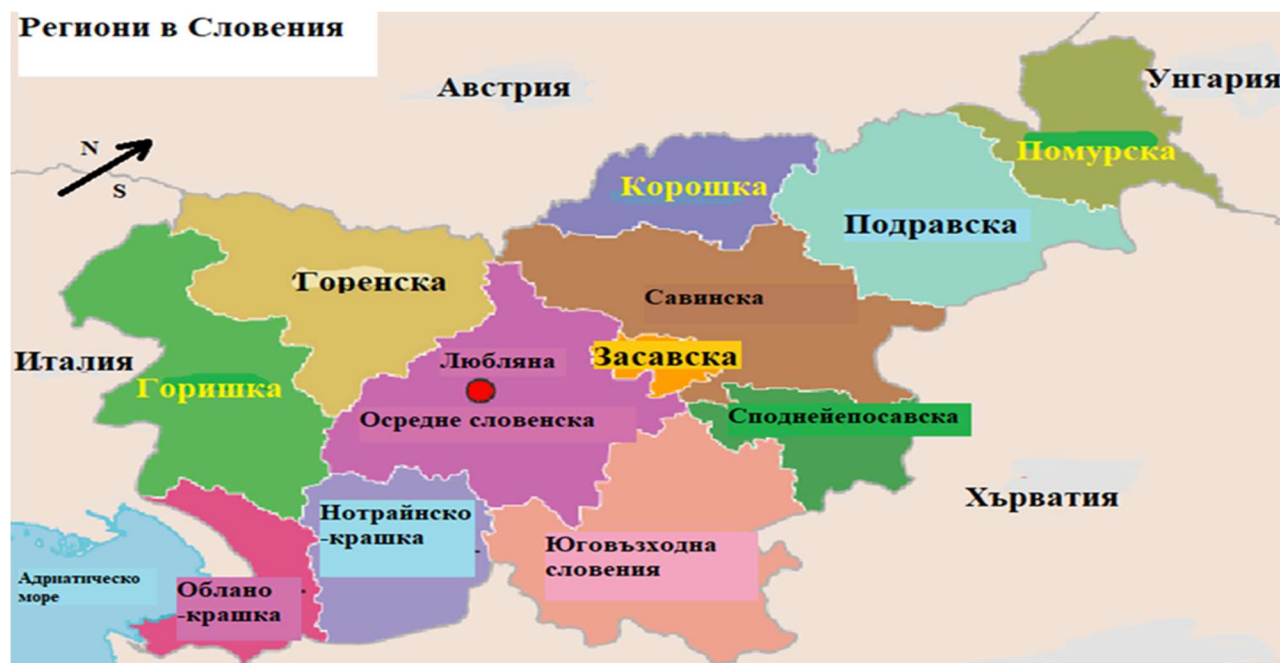 Региони в Словения
Австрия
Унгария
N
S
Помурска
Корошка
Подравска
Горенска
Савинска
Италия
Любляна
Засавска
Горишка
Осредне словенска
Споднейепосавска
Хърватия
Нотрайнско
-крашка
Юговъзходна
словения
Адриатическо
море
Облано
-крашка